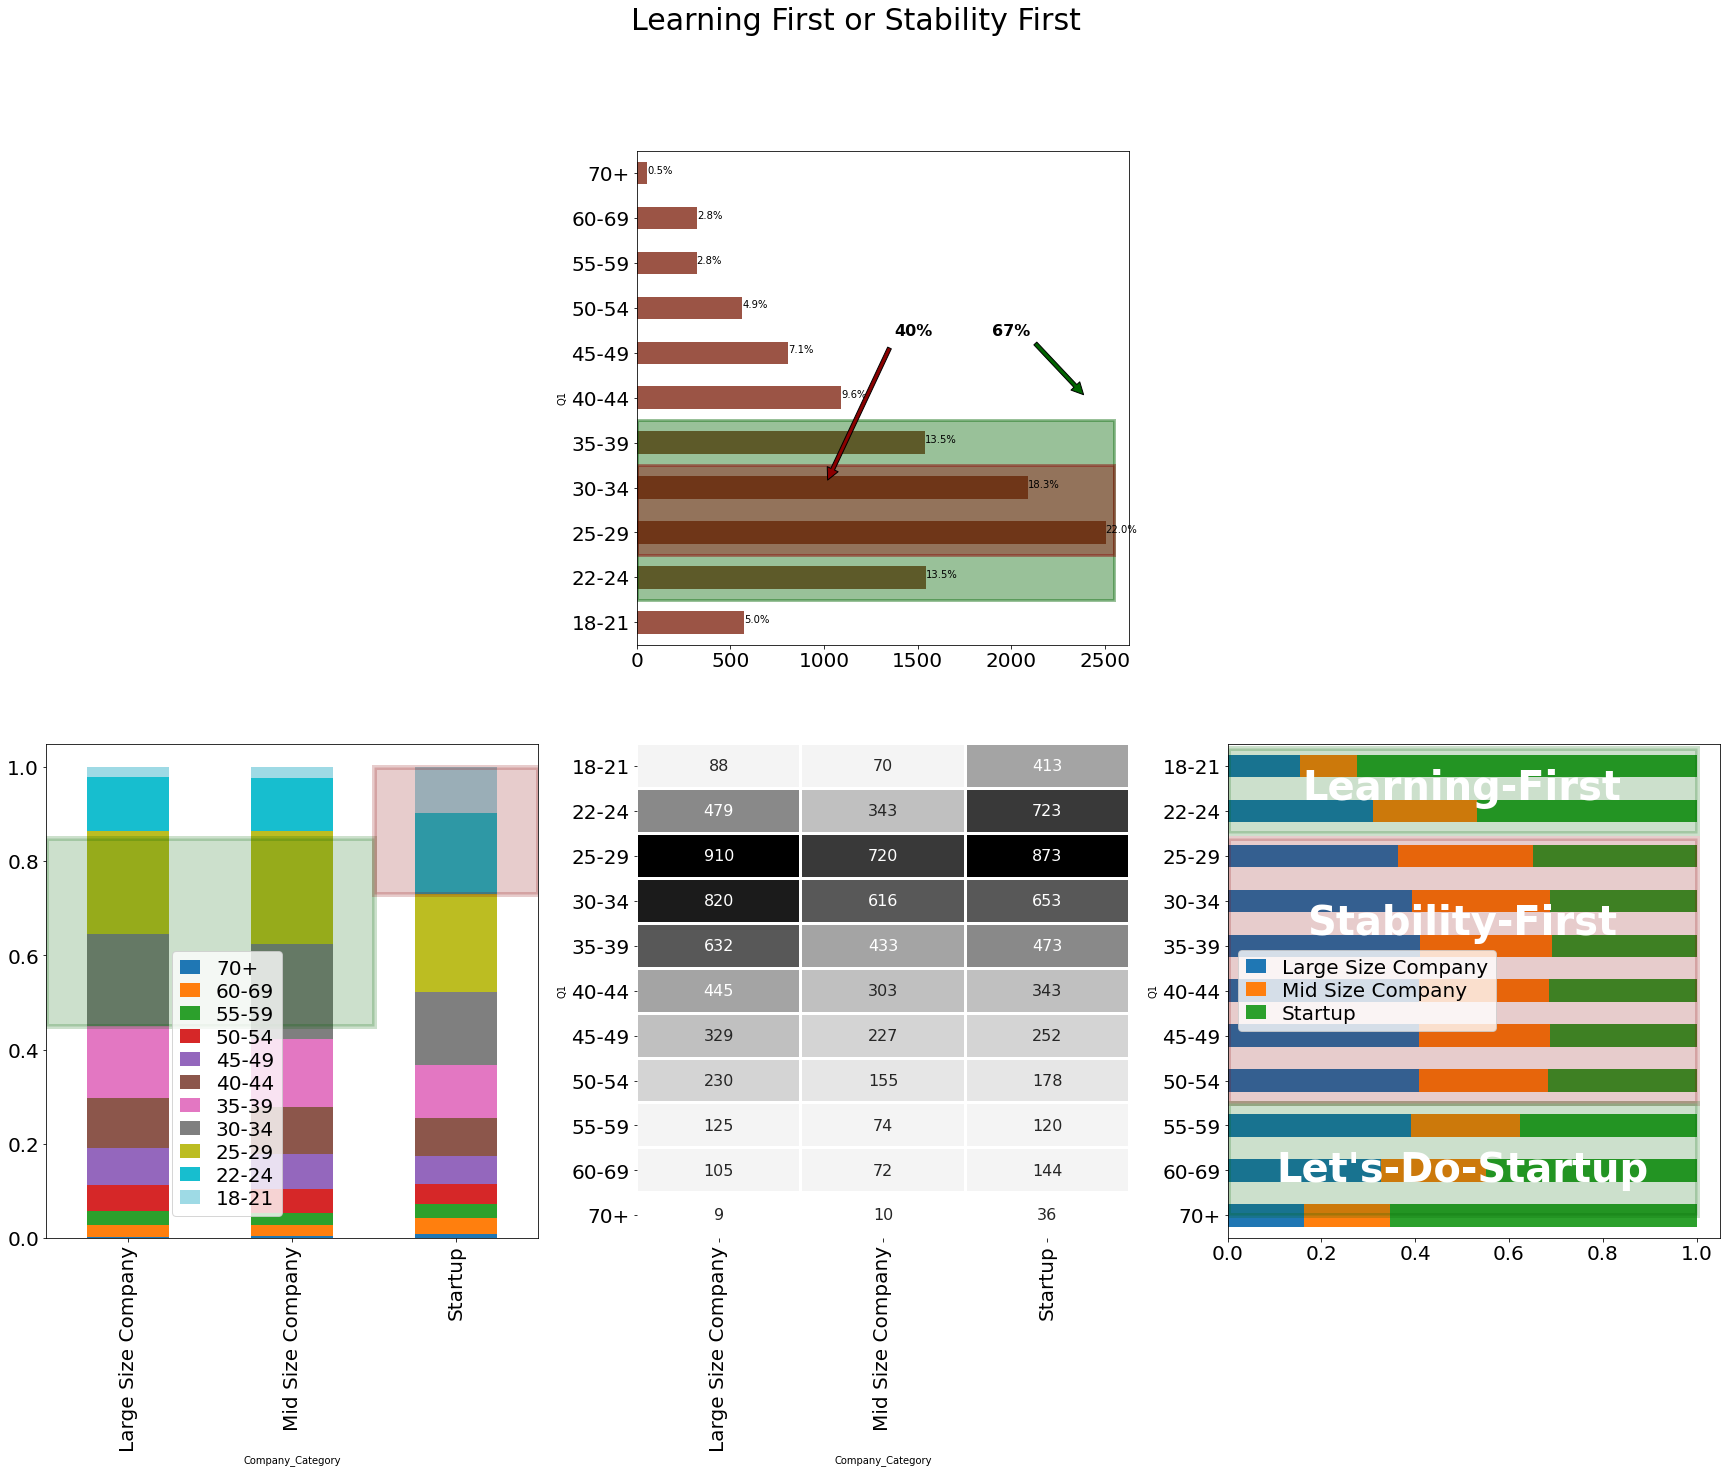 Learning First or Stability First
70+
0.5%
60-69
2.8%
55-59
2.8%
50-54
4.9%
40%
67%
45-49
7.1%
Q1
40-44
9.6%
35-39
13.5%
30-34
18.3%
25-29
22.0%
22-24
13.5%
18-21
5.0%
0 500 1000 1500 2000 2500
1.0
0.8
0.6
0.4
0.2
0.0
70+
60-69
55-59
50-54
45-49
40-44
35-39
30-34
25-29
22-24
18-21
Large Size Company
Mid Size Company
Startup
Company_Category
18-21 88 70 413
22-24 479 343 723
25-29 910 720 873
30-34 820 616 653
35-39 632 433 473
Q1
40-44 445 303 343
45-49 329 227 252
50-54 230 155 178
55-59 125 74 120
60-69 105 72 144
70+ 9 10 36
Large Size Company
Mid Size Company
Startup
Company_Category
18-21
Learning-First
22-24
25-29
30-34
Stability-First
35-39
Large Size Company
Q1
40-44
Mid Size Company
Startup
45-49
50-54
55-59
60-69
Let's-Do-Startup
70+
0.0 0.2 0.4 0.6 0.8 1.0